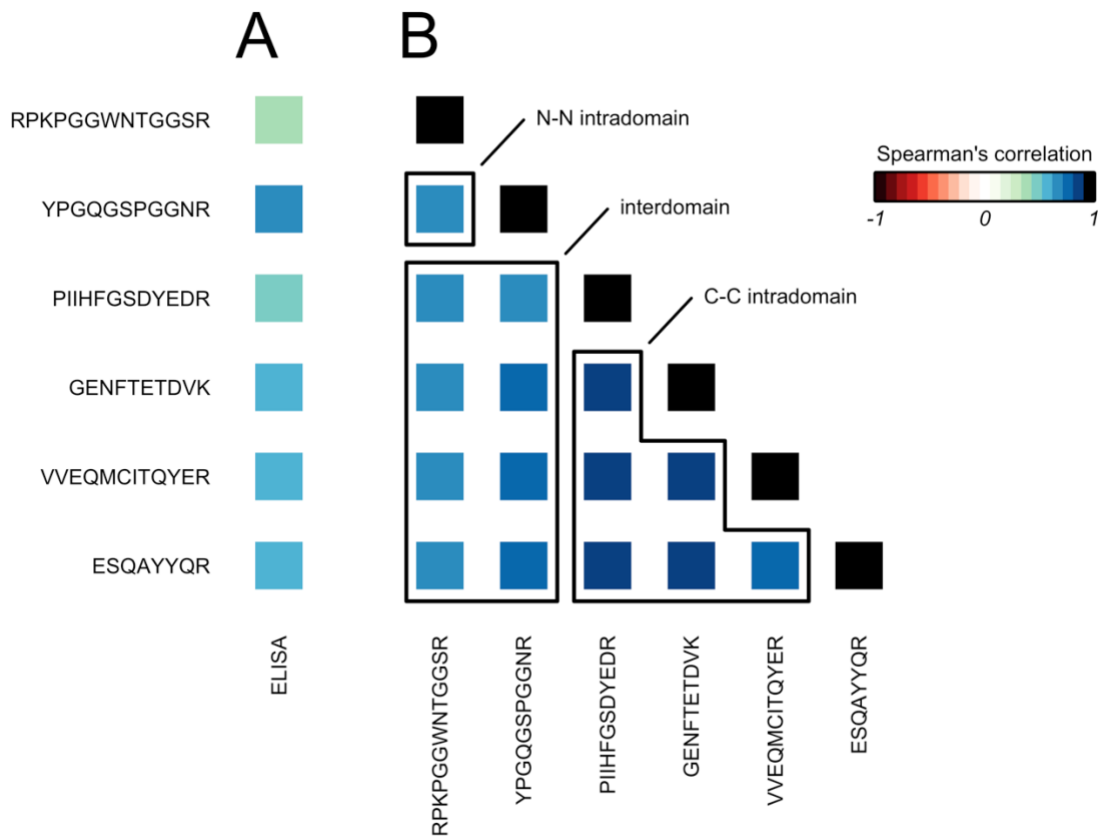 A B
RPKPGGWNTGGSR
N-N intradomain
Spearman's correlation
-1 0 1
YPGQGSPGGNR
interdomain
PIIHFGSDYEDR
C-C intradomain
GENFTETDVK
VVEQMCITQYER
ESQAYYQR
ELISA
RPKPGGWNTGGSR
YPGQGSPGGNR
PIIHFGSDYEDR
GENFTETDVK
VVEQMCITQYER
ESQAYYQR